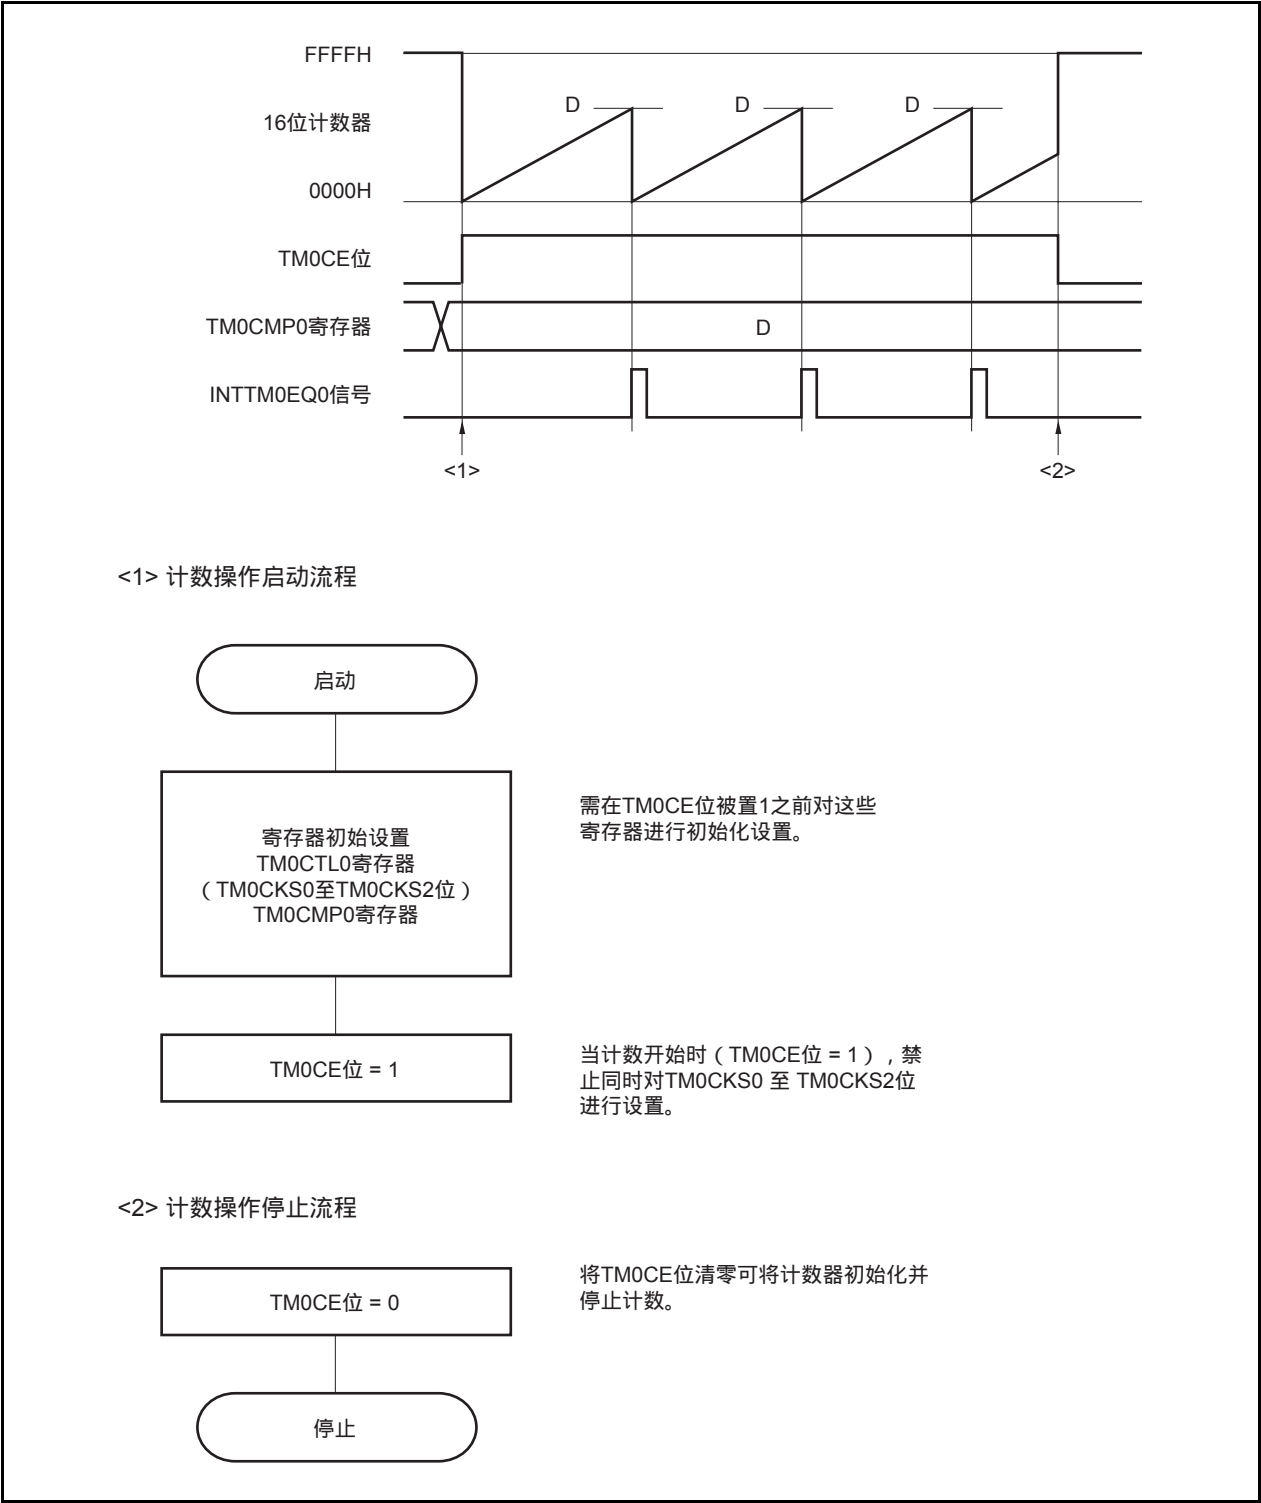 FFFFH
D D D
16位计数器
0000H
TM0CE位
TM0CMP0寄存器
D
INTTM0EQ0信号
<1> <2>
<1> 计数操作启动流程
启动
寄存器初始设置
TM0CTL0寄存器
（TM0CKS0至TM0CKS2位）
TM0CMP0寄存器
需在TM0CE位被置1之前对这些
寄存器进行初始化设置。
TM0CE位 = 1
当计数开始时（TM0CE位 = 1），禁
止同时对TM0CKS0 至 TM0CKS2位
进行设置。
<2> 计数操作停止流程
TM0CE位 = 0
将TM0CE位清零可将计数器初始化并
停止计数。
停止